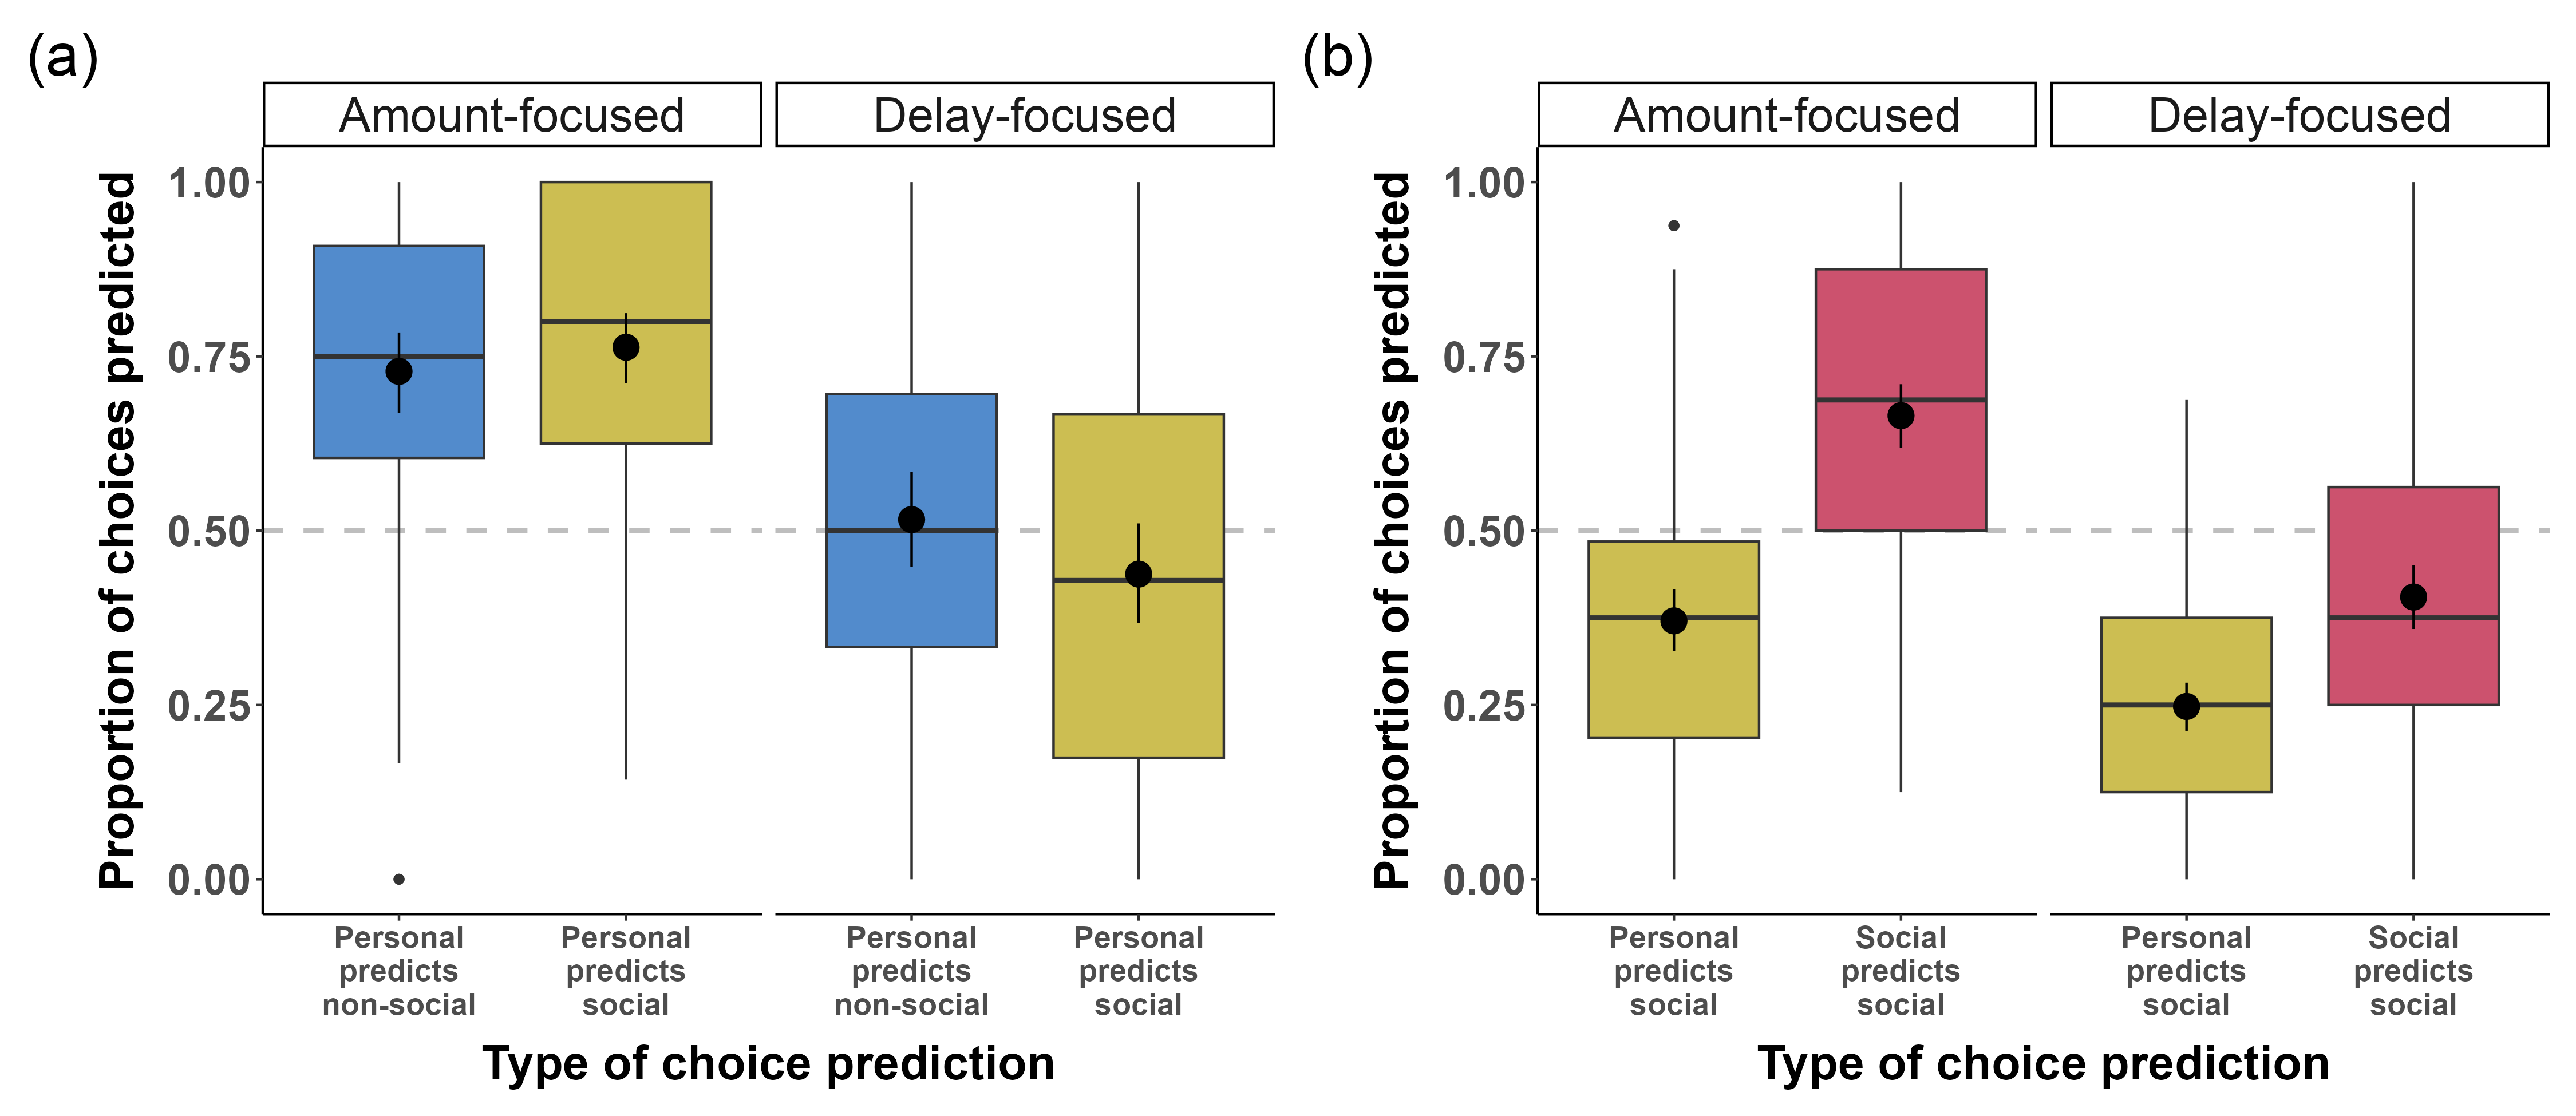 (a)
Amount-focused
Delay-focused
Proportion of choices predicted
1.00
0.75
0.50
0.25
0.00
Personal
predicts
non-social
Personal
predicts
social
Personal
predicts
non-social
Personal
predicts
social
Type of choice prediction
(b)
Amount-focused
Delay-focused
Proportion of choices predicted
1.00
0.75
0.50
0.25
0.00
Personal
predicts
social
Social
predicts
social
Personal
predicts
social
Social
predicts
social
Type of choice prediction